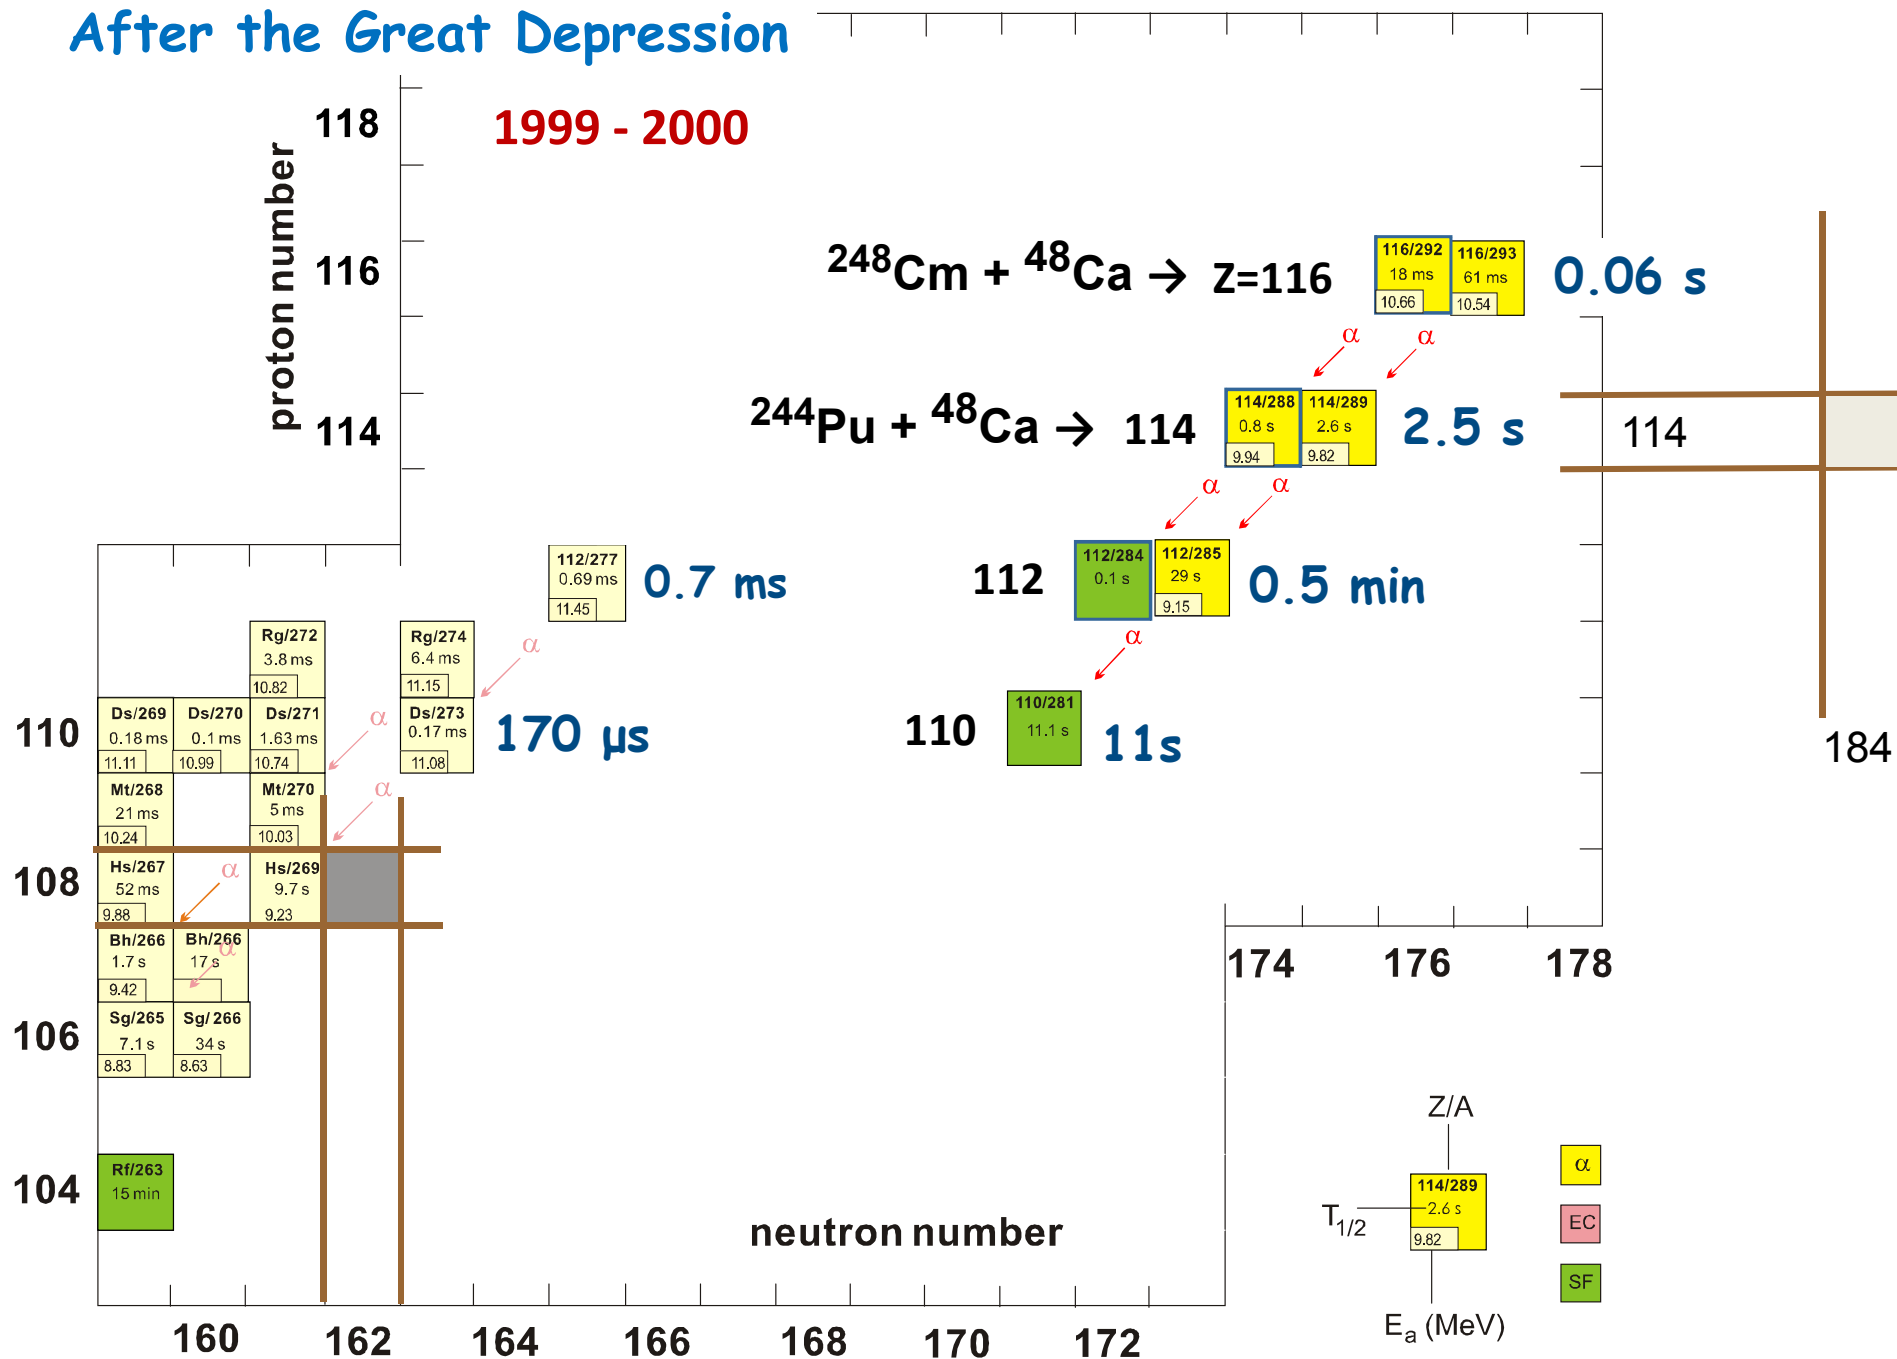 After the Great Depression
1999 - 2000
proton number
118
116
114
110
108
106
104
²⁴⁸Cm + ⁴⁸Ca → Z=116
116/292
18 ms
10.66
116/293
61 ms
10.54
0.06 s
α
α
²⁴⁴Pu + ⁴⁸Ca → 114
114/288
0.8 s
9.94
114/289
2.6 s
9.82
2.5 s
114
α
α
112/277
0.69 ms
11.45
0.7 ms
112
112/284
0.1 s
112/285
29 s
9.15
0.5 min
α
α
Rg/272
3.8 ms
10.82
Rg/274
6.4 ms
11.15
Ds/269
0.18 ms
11.11
Ds/270
0.1 ms
10.99
Ds/271
1.63 ms
10.74
α
Ds/273
0.17 ms
11.08
170 µs
110
110/281
11.1 s
11s
184
Mt/268
21 ms
10.24
Mt/270
5 ms
10.03
α
Hs/267
52 ms
9.88
α
Hs/269
9.7 s
9.23
Bh/266
1.7 s
9.42
Bh/266
17 s
α
Sg/265
7.1 s
8.83
Sg/266
34 s
8.63
Rf/263
15 min
174 176 178
neutron number
160 162 164 166 168 170 172
Z/A
T1/2
114/289
2.6 s
9.82
Ea (MeV)
α
EC
SF